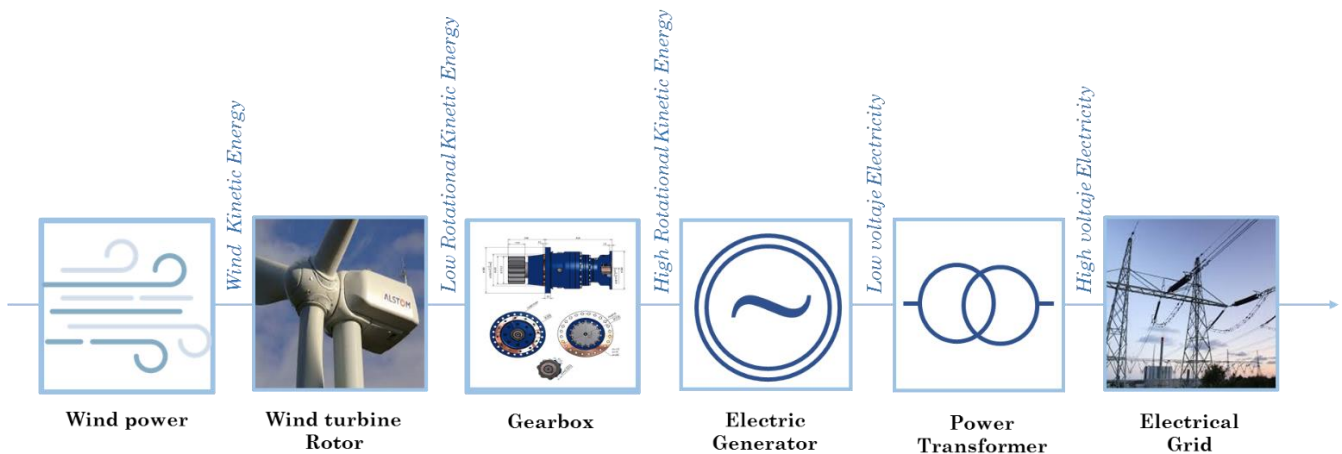 Wind Kinetic Energy
Low Rotational Kinetic Energy
High Rotational Kinetic Energy
Low voltaje Electricity
High voltaje Electricity
ALSTOM
Wind power
Wind turbine
Rotor
Gearbox
Electric
Generator
Power
Transformer
Electrical
Grid